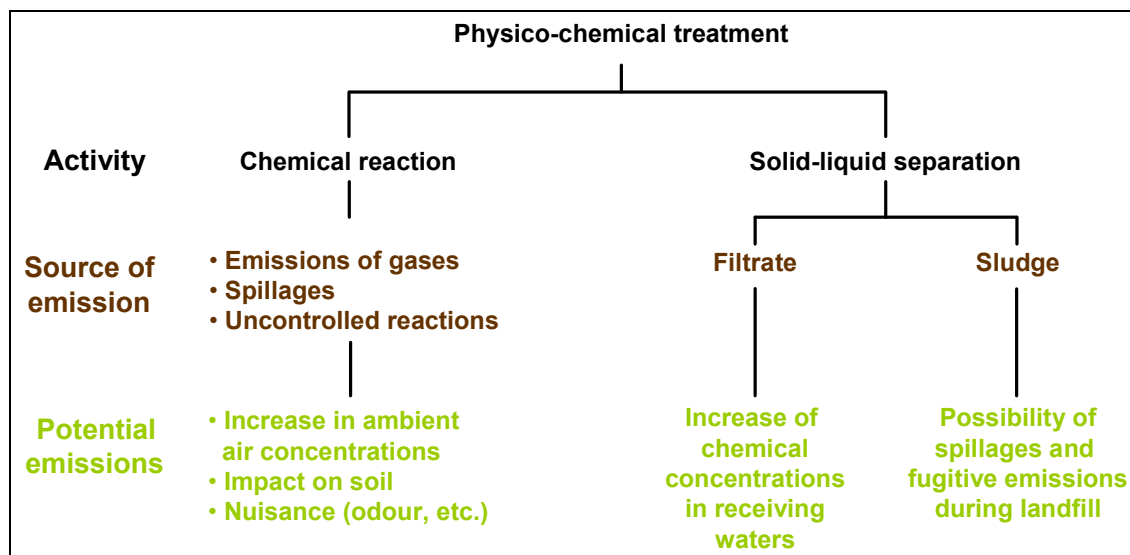 Physico-chemical treatment
Activity
Chemical reaction
Solid-liquid separation
Source of
emission
• Emissions of gases
• Spillages
• Uncontrolled reactions
Filtrate
Sludge
Potential
emissions
• Increase in ambient
air concentrations
• Impact on soil
• Nuisance (odour, etc.)
Increase of
chemical
concentrations
in receiving
waters
Possibility of
spillages and
fugitive emissions
during landfill